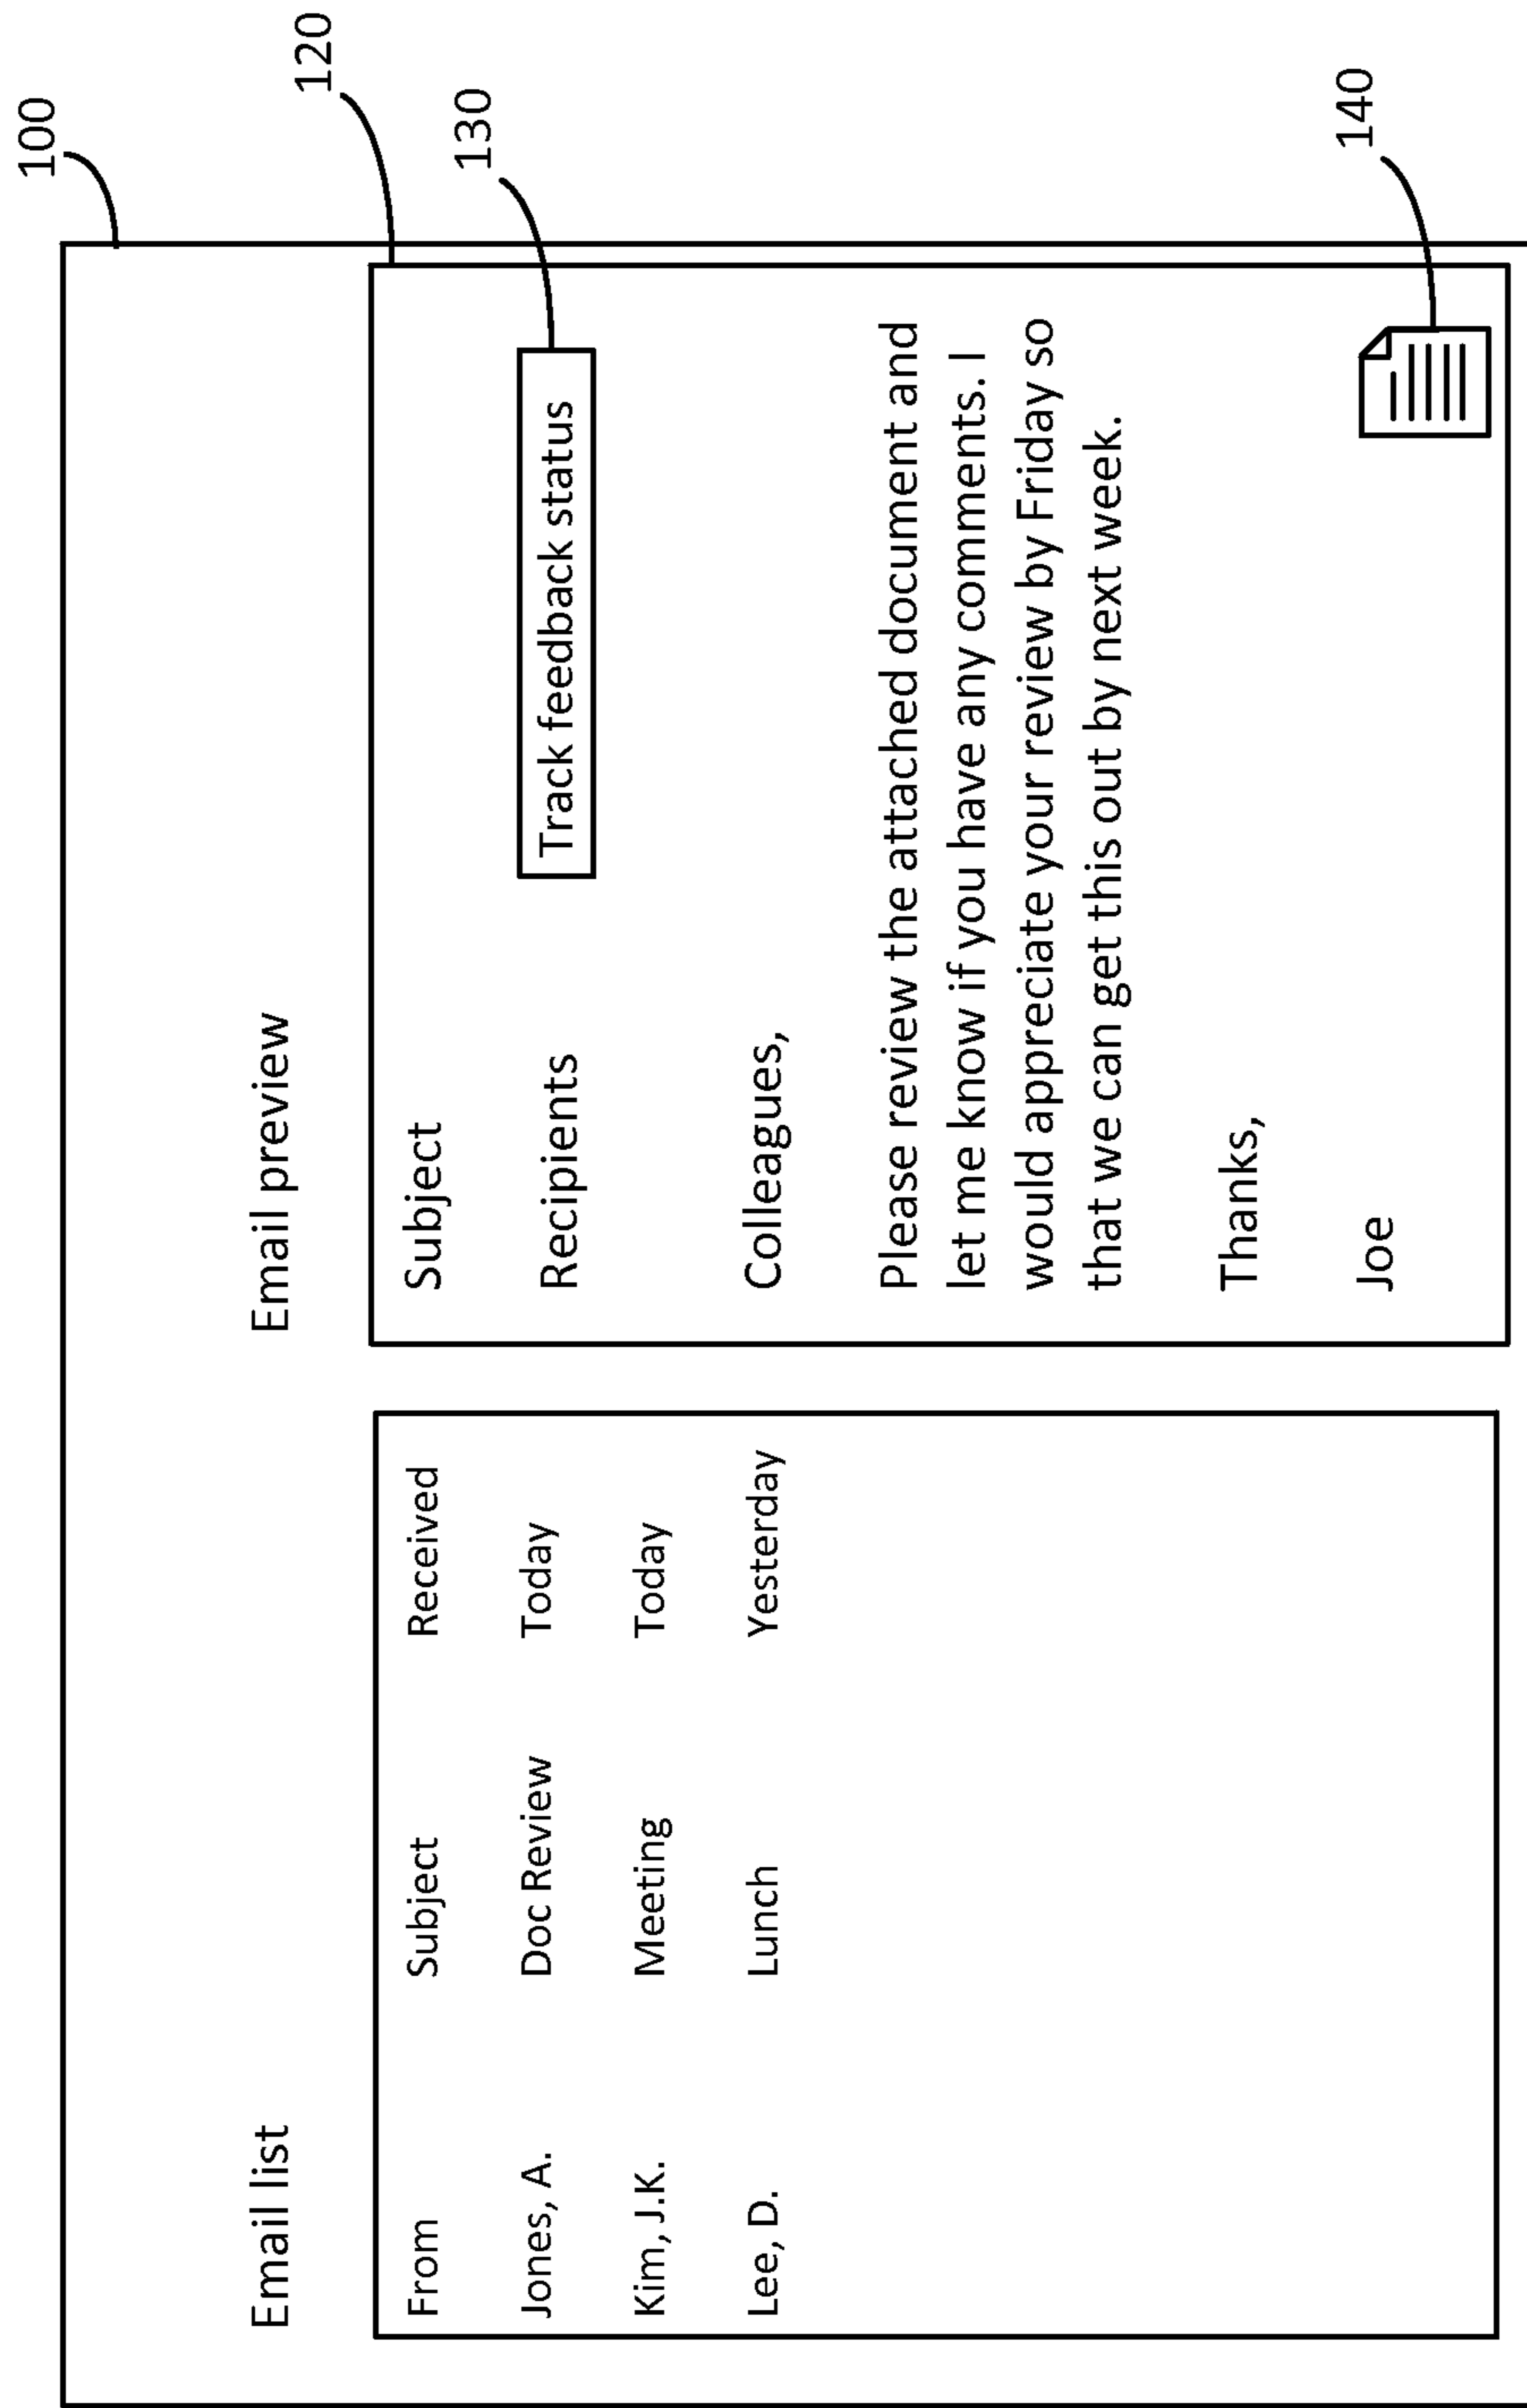 100
Email list
Email preview
120
From Subject Received
Jones, A. Doc Review Today
Kim, J.K. Meeting Today
Lee, D. Lunch Yesterday
Subject
130
Recipients Track feedback status
Colleagues,
Please review the attached document and
let me know if you have any comments. I
would appreciate your review by Friday so
that we can get this out by next week.
Thanks,
140
Joe